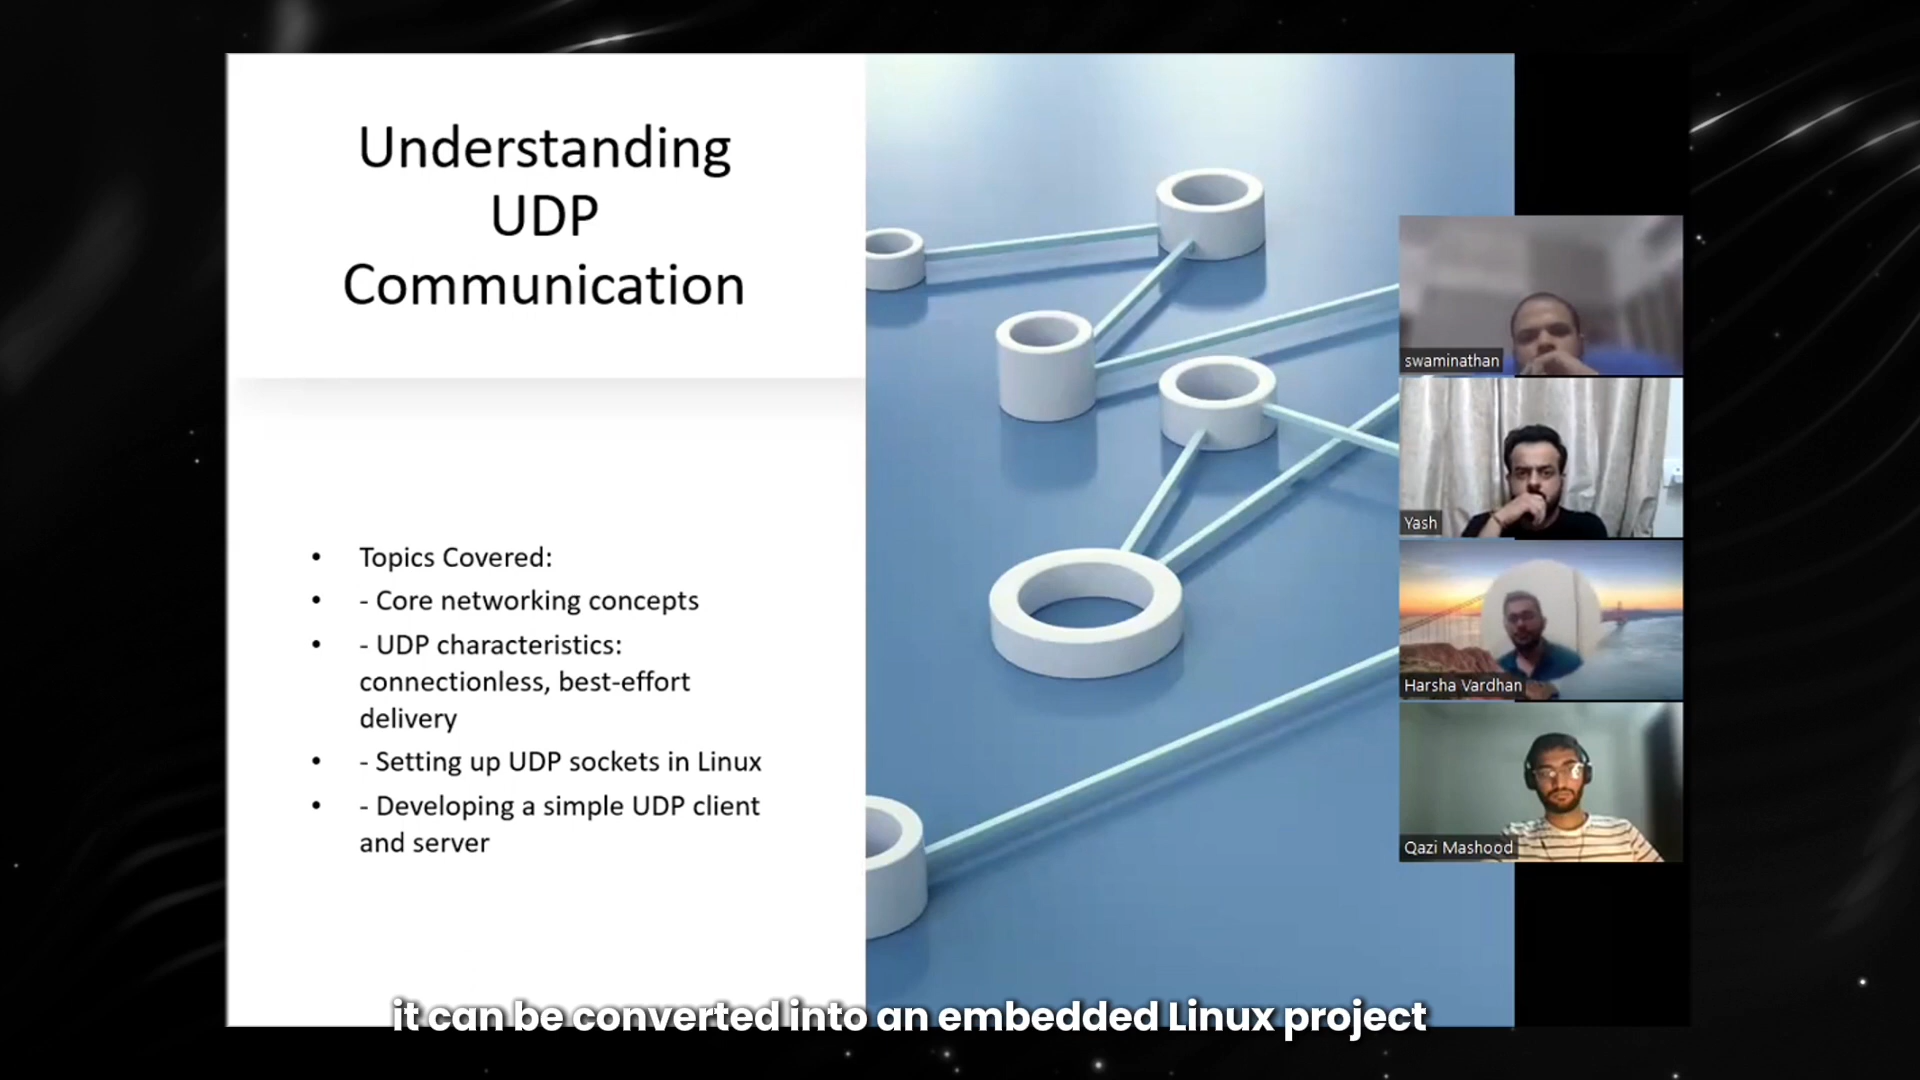 Understanding
UDP
Communication
• Topics Covered:
• - Core networking concepts
• - UDP characteristics:
connectionless, best-effort
delivery
• - Setting up UDP sockets in Linux
• - Developing a simple UDP client
and server
swaminathan
Yash
Harsha Vardhan
Qazi Mashood
it can be converted into an embedded Linux project